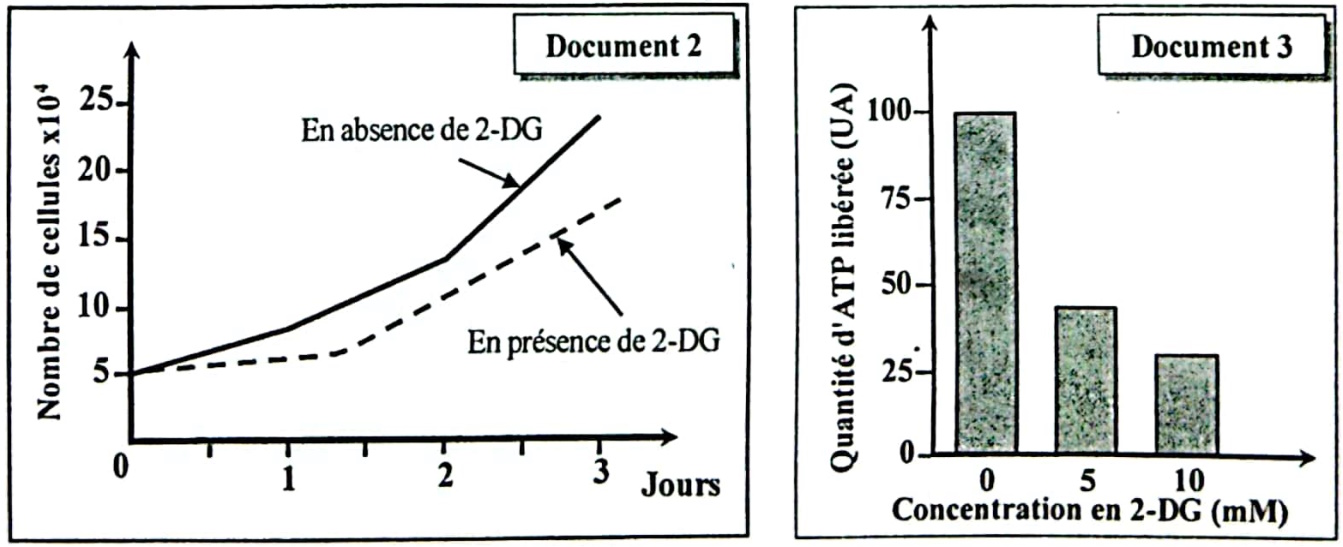 Document 2
Nombre de cellules x10⁴
25
20
15
10
5
En absence de 2-DG
En présence de 2-DG
0
1
2
3
Jours
Document 3
Quantité d'ATP libérée (UA)
100
75
50
25
0
0
5
10
Concentration en 2-DG (mM)